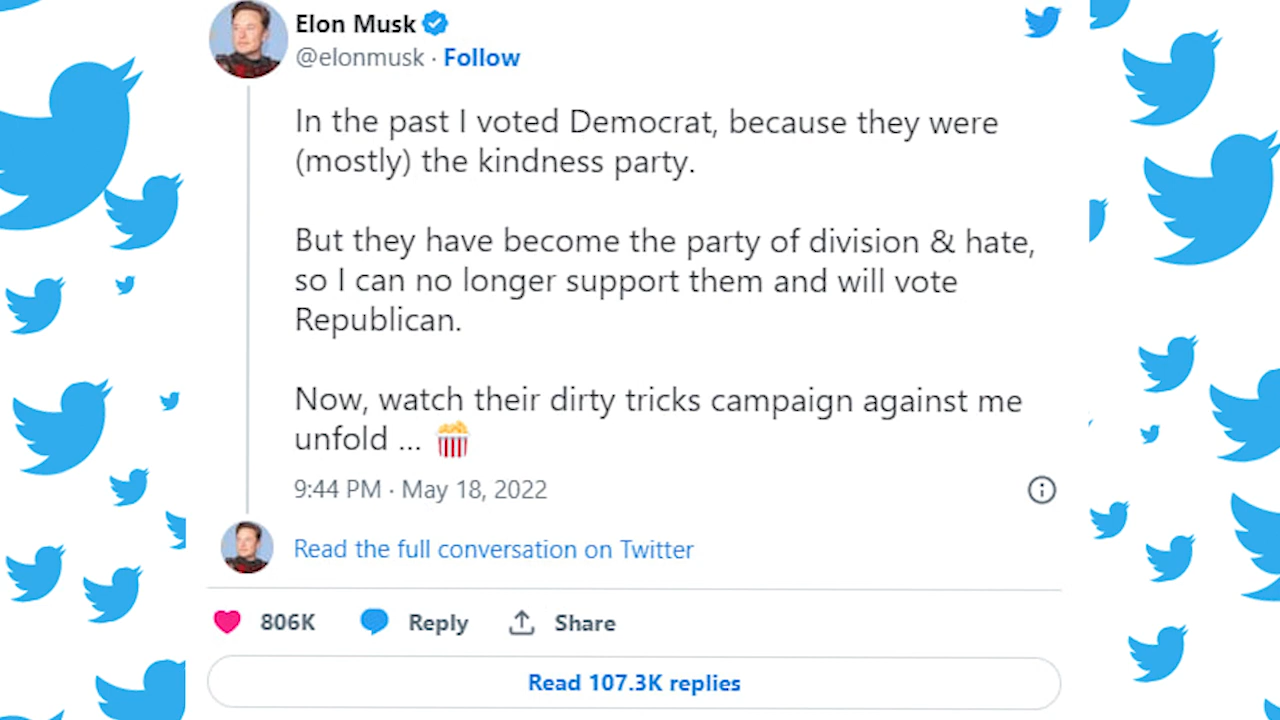 Elon Musk
@elonmusk · Follow
In the past I voted Democrat, because they were
(mostly) the kindness party.
But they have become the party of division & hate,
so I can no longer support them and will vote
Republican.
Now, watch their dirty tricks campaign against me
unfold … 🍿
9:44 PM · May 18, 2022
Read the full conversation on Twitter
806K Reply Share
Read 107.3K replies